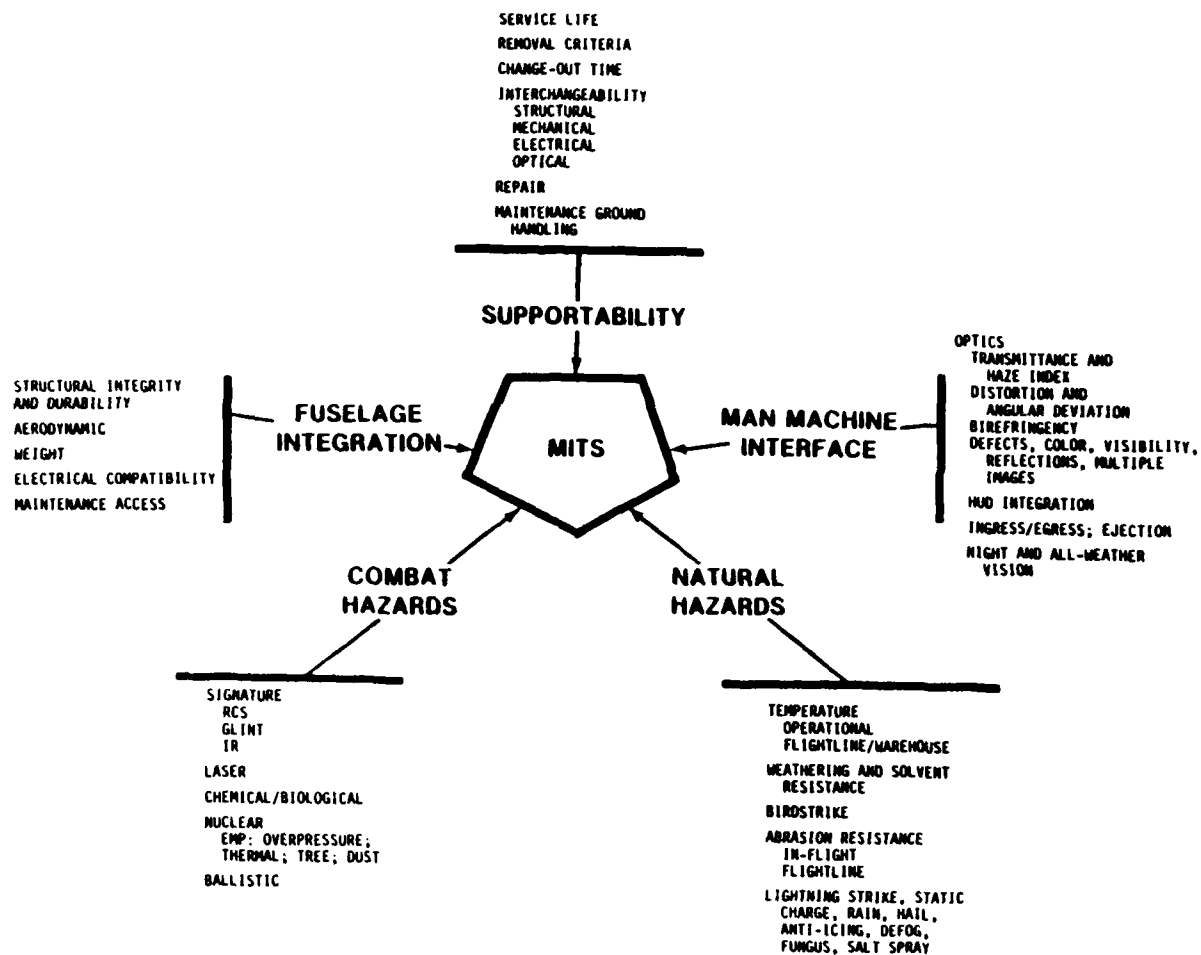 SERVICE LIFE
REMOVAL CRITERIA
CHANGE-OUT TIME
INTERCHANGEABILITY
STRUCTURAL
MECHANICAL
ELECTRICAL
OPTICAL
REPAIR
MAINTENANCE GROUND
HANDLING
SUPPORTABILITY
STRUCTURAL INTEGRITY
AND DURABILITY
AERODYNAMIC
WEIGHT
ELECTRICAL COMPATIBILITY
MAINTENANCE ACCESS
FUSELAGE
INTEGRATION
MITS
MAN MACHINE
INTERFACE
OPTICS
TRANSMITTANCE AND
HAZE INDEX
DISTORTION AND
ANGULAR DEVIATION
BIREFRINGENCY
DEFECTS, COLOR, VISIBILITY,
REFLECTIONS, MULTIPLE
IMAGES
HUD INTEGRATION
INGRESS/EGRESS; EJECTION
NIGHT AND ALL-WEATHER
VISION
COMBAT
HAZARDS
SIGNATURE
RCS
GLINT
IR
LASER
CHEMICAL/BIOLOGICAL
NUCLEAR
EMP: OVERPRESSURE;
THERMAL; TREE; DUST
BALLISTIC
NATURAL
HAZARDS
TEMPERATURE
OPERATIONAL
FLIGHTLINE/WAREHOUSE
WEATHERING AND SOLVENT
RESISTANCE
BIRDSTRIKE
ABRASION RESISTANCE
IN-FLIGHT
FLIGHTLINE
LIGHTNING STRIKE, STATIC
CHARGE, RAIN, HAIL,
ANTI-ICING, DEFOG,
FUNGUS, SALT SPRAY